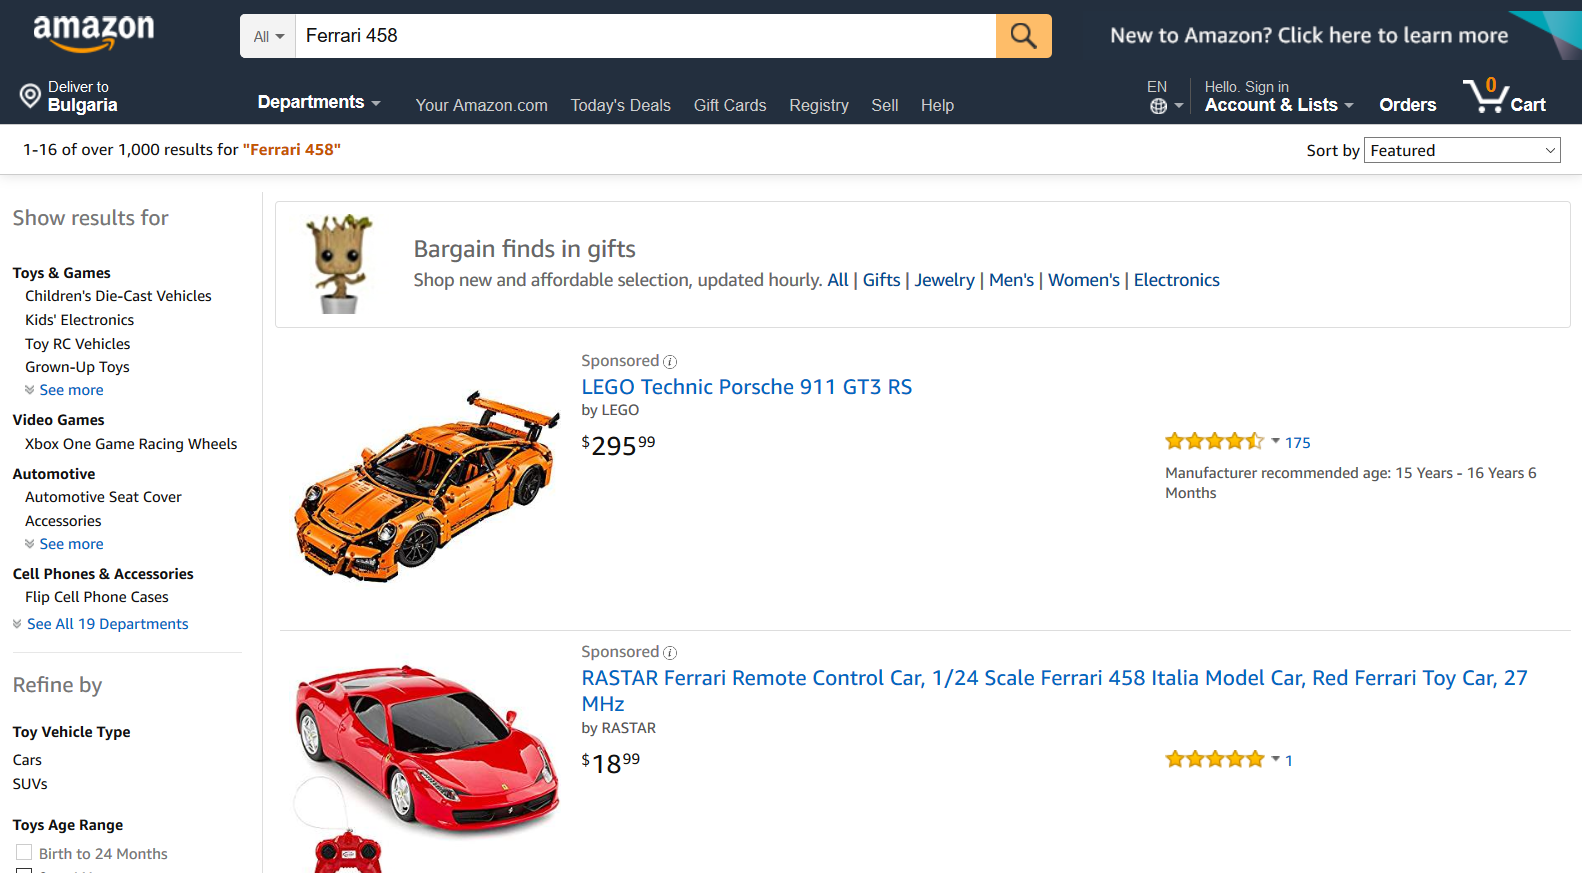 amazon
All
Ferrari 458
New to Amazon? Click here to learn more
Deliver to
Bulgaria
Departments
Your Amazon.com
Today's Deals
Gift Cards
Registry
Sell
Help
EN
Hello. Sign in
Account & Lists
Orders
0
Cart
1-16 of over 1,000 results for "Ferrari 458"
Sort by Featured
Show results for
Toys & Games
Children's Die-Cast Vehicles
Kids' Electronics
Toy RC Vehicles
Grown-Up Toys
See more
Video Games
Xbox One Game Racing Wheels
Automotive
Automotive Seat Cover
Accessories
See more
Cell Phones & Accessories
Flip Cell Phone Cases
See All 19 Departments
Refine by
Toy Vehicle Type
Cars
SUVs
Toys Age Range
Birth to 24 Months
Bargain finds in gifts
Shop new and affordable selection, updated hourly. All | Gifts | Jewelry | Men's | Women's | Electronics
Sponsored
LEGO Technic Porsche 911 GT3 RS
by LEGO
$29599
175
Manufacturer recommended age: 15 Years - 16 Years 6
Months
Sponsored
RASTAR Ferrari Remote Control Car, 1/24 Scale Ferrari 458 Italia Model Car, Red Ferrari Toy Car, 27
MHz
by RASTAR
$1899
1